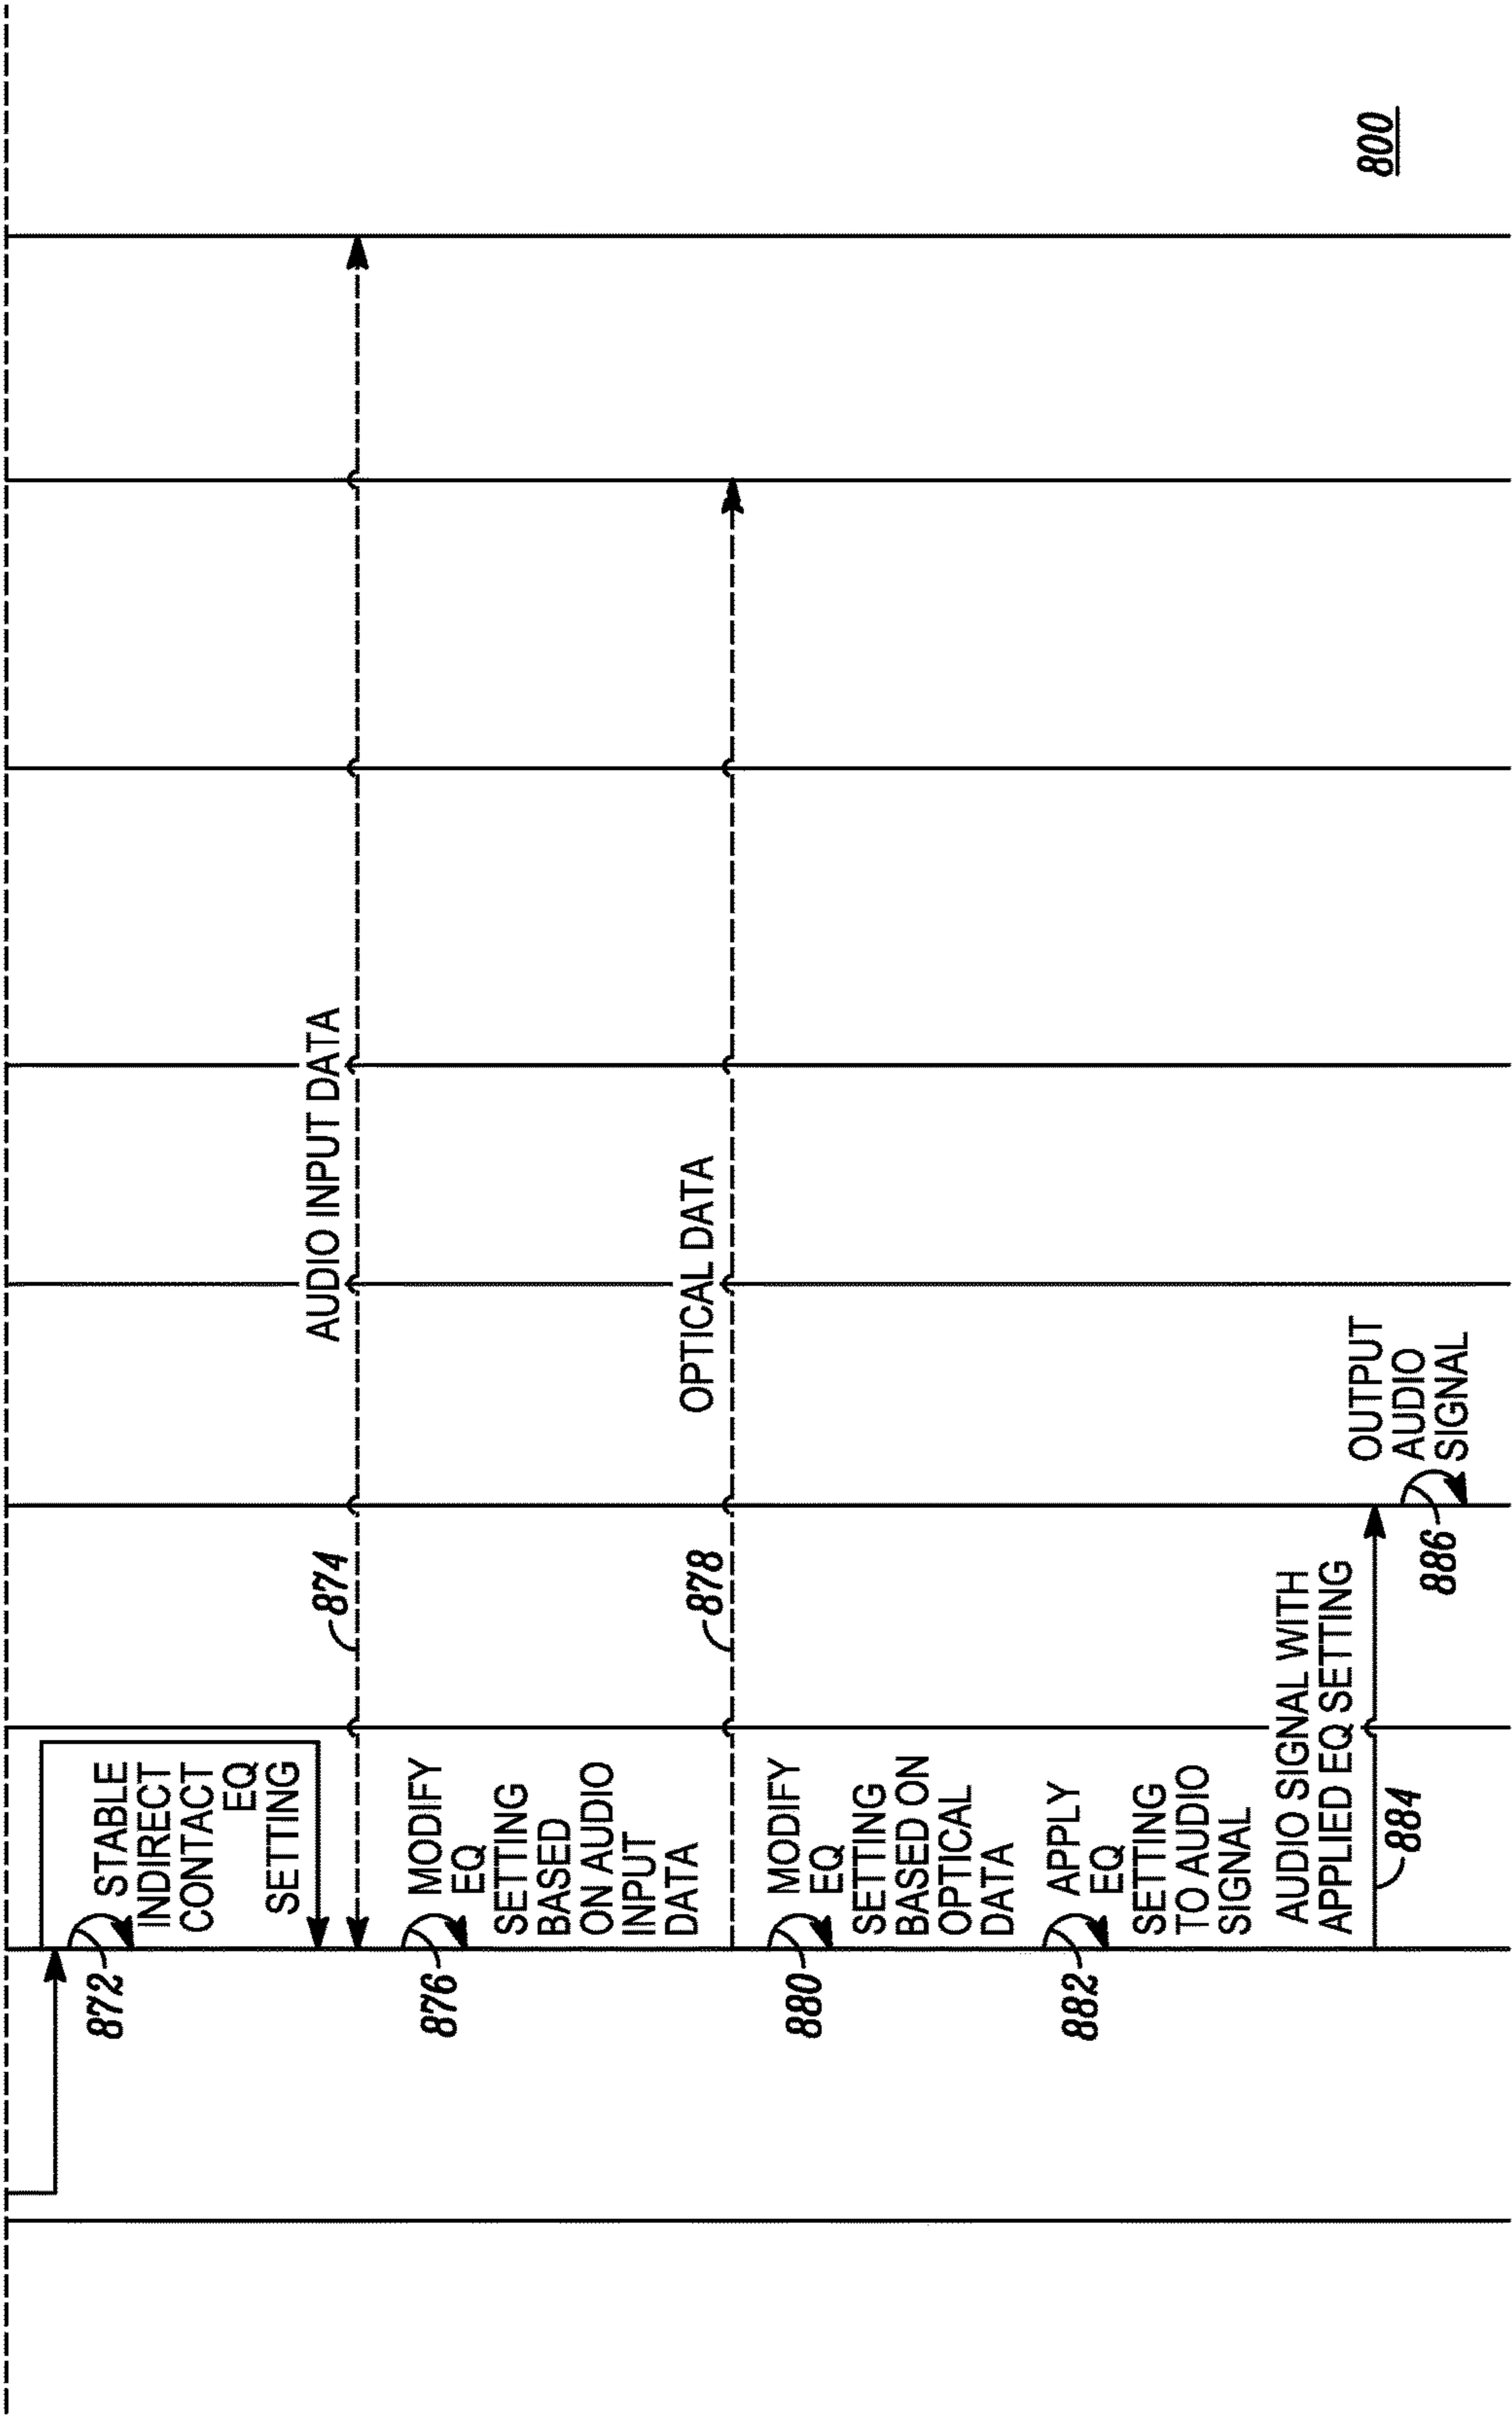 872
STABLE
INDIRECT
CONTACT
EQ
SETTING
AUDIO INPUT DATA
874
876
MODIFY
EQ
SETTING
BASED
ON AUDIO
INPUT
DATA
OPTICAL DATA
878
880
MODIFY
EQ
SETTING
BASED ON
OPTICAL
DATA
882
APPLY
EQ
SETTING
TO AUDIO
SIGNAL
AUDIO SIGNAL WITH
APPLIED EQ SETTING
884
OUTPUT
AUDIO
SIGNAL
886
800